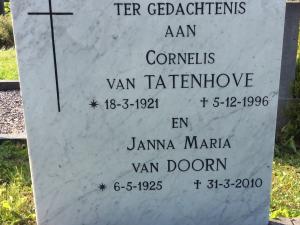 TER GEDACHTENIS
AAN
CORNELIS
VAN TATENHOVE
* 18-3-1921 † 5-12-1996
EN
JANNA MARIA
VAN DOORN
* 6-5-1925 † 31-3-2010